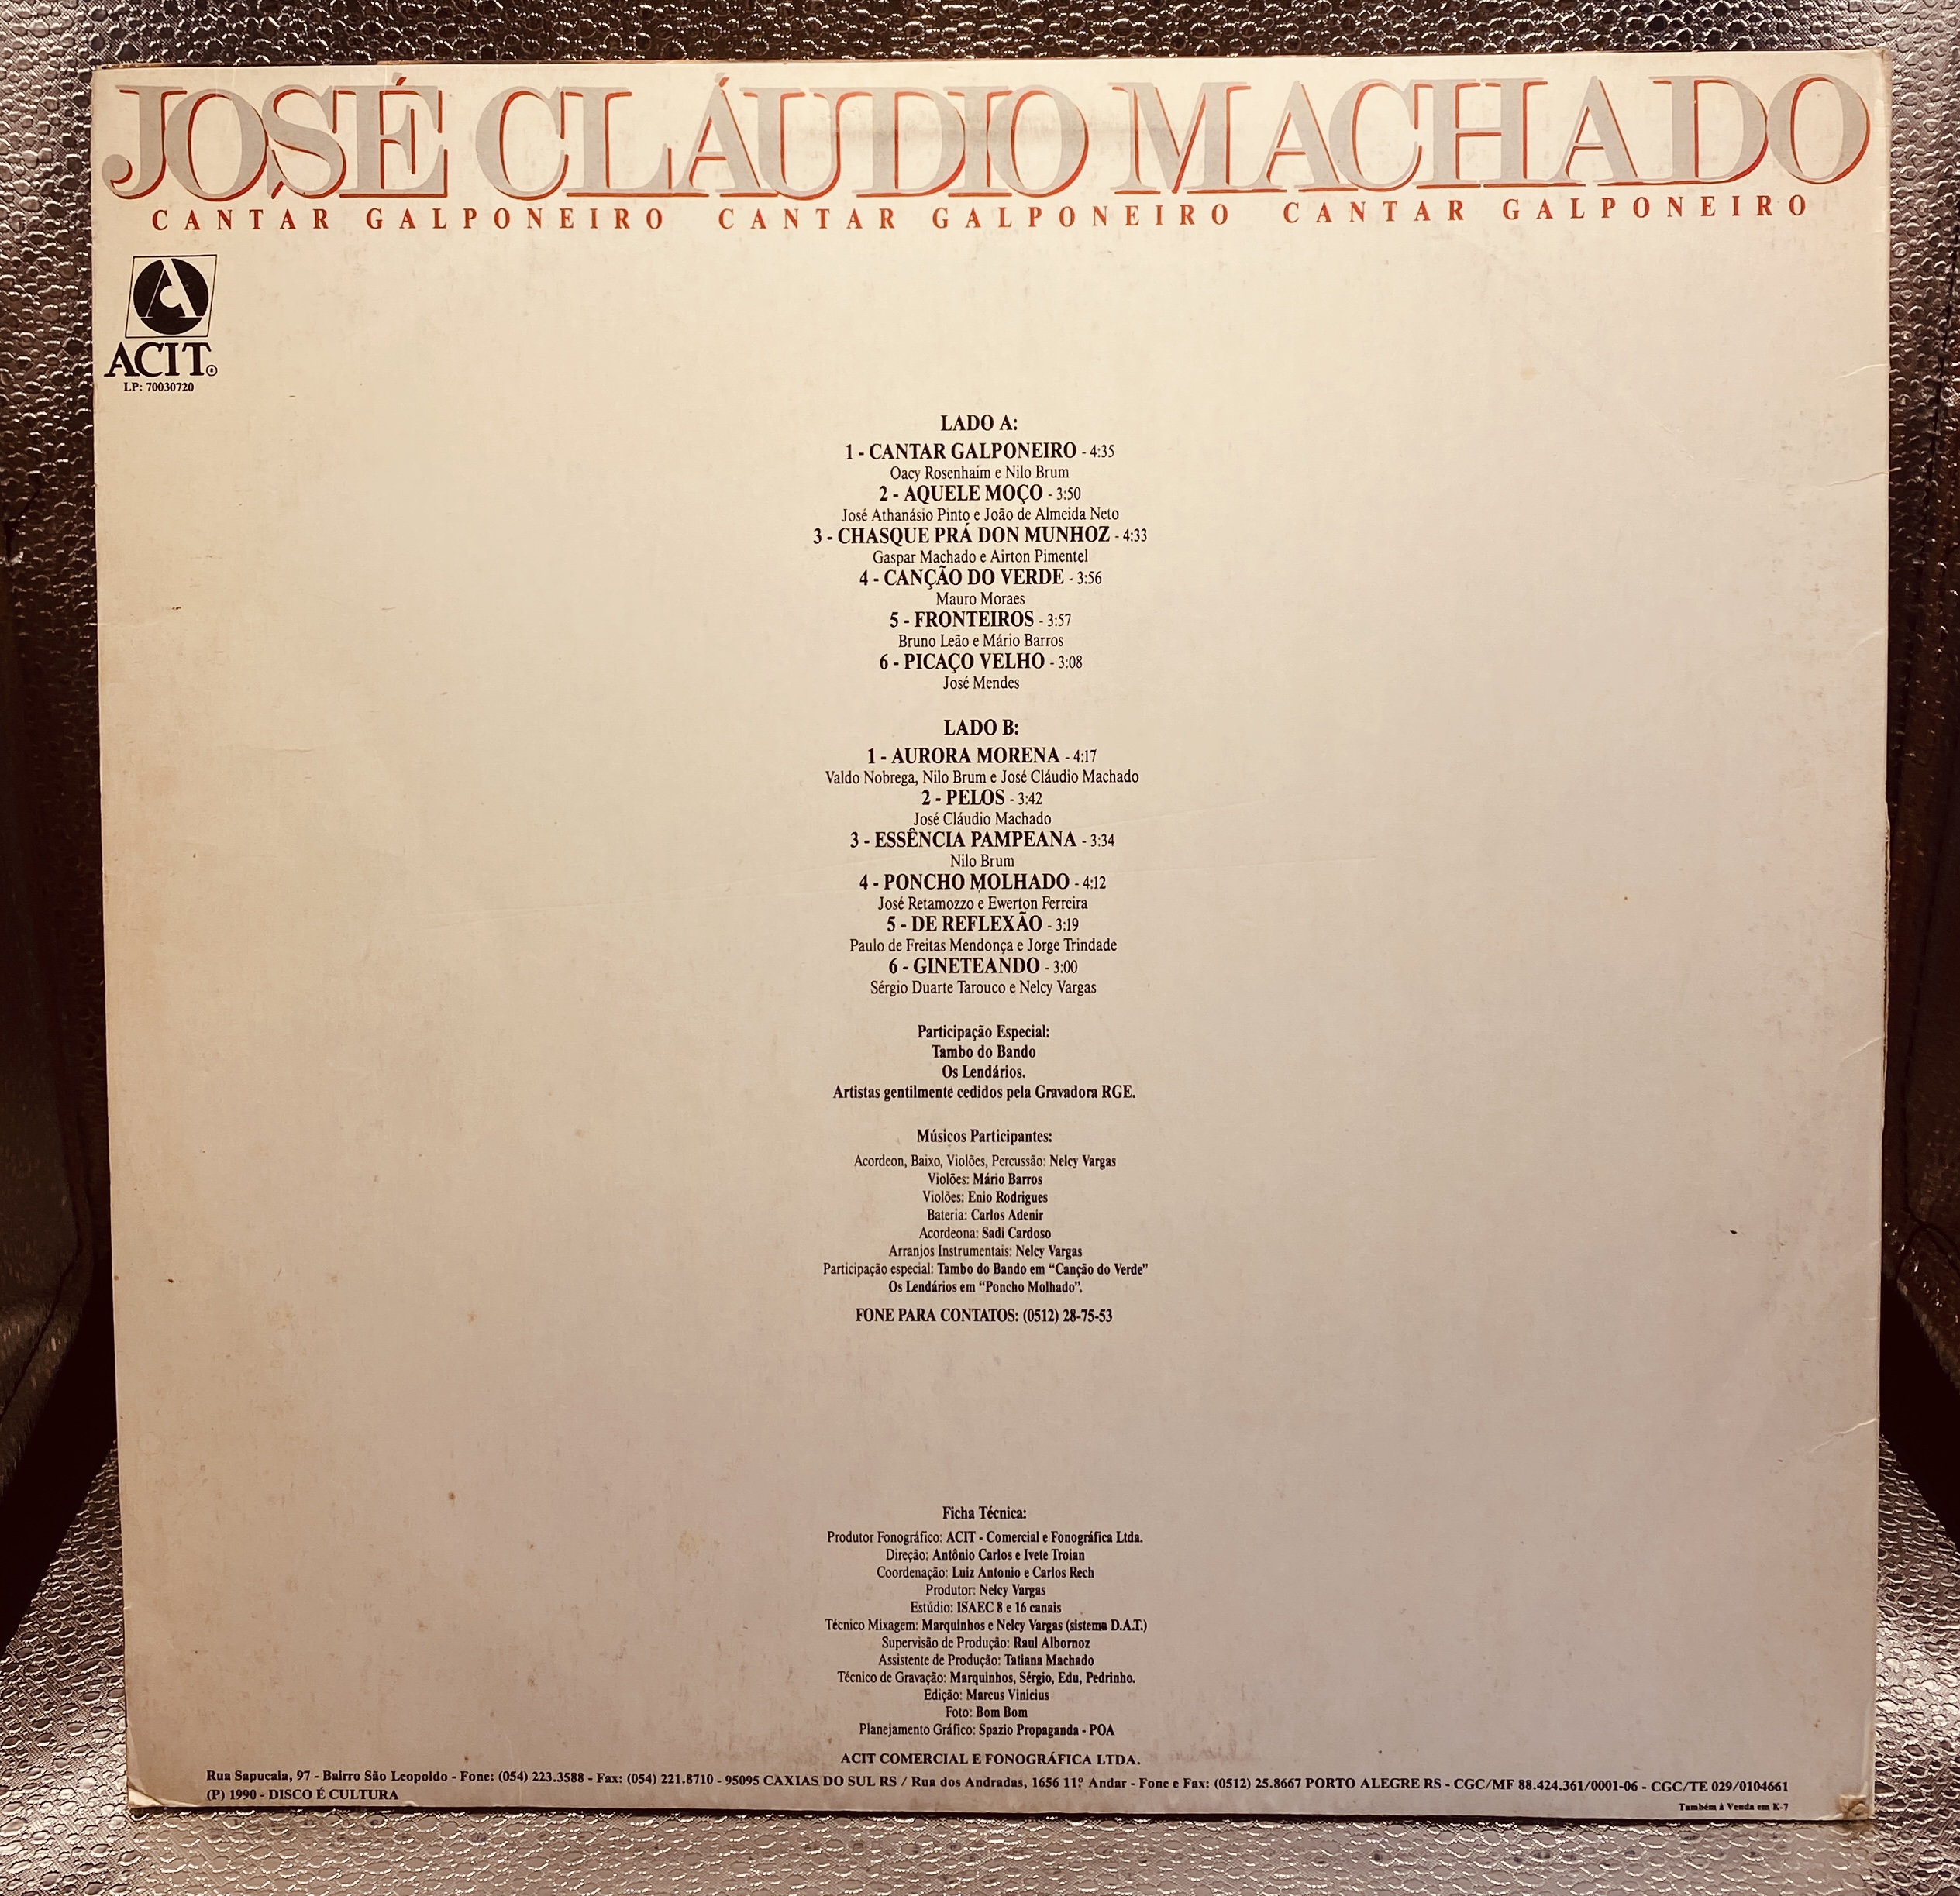 JOSÉ CLÁUDIO MACHADO
CANTAR GALPONEIRO CANTAR GALPONEIRO CANTAR GALPONEIRO
ACIT®
LP: 70030720
LADO A:
1 - CANTAR GALPONEIRO - 4:35
Oacy Rosenhaim e Nilo Brum
2 - AQUELE MOÇO - 3:50
José Athanásio Pinto e João de Almeida Neto
3 - CHASQUE PRÁ DON MUNHOZ - 4:33
Gaspar Machado e Airton Pimentel
4 - CANÇÃO DO VERDE - 3:56
Mauro Moraes
5 - FRONTEIROS - 3:57
Bruno Leão e Mário Barros
6 - PICAÇO VELHO - 3:08
José Mendes
LADO B:
1 - AURORA MORENA - 4:17
Valdo Nobrega, Nilo Brum e José Cláudio Machado
2 - PELOS - 3:42
José Cláudio Machado
3 - ESSÊNCIA PAMPEANA - 3:34
Nilo Brum
4 - PONCHO MOLHADO - 4:12
José Retamozzo e Ewerton Ferreira
5 - DE REFLEXÃO - 3:19
Paulo de Freitas Mendonça e Jorge Trindade
6 - GINETEANDO - 3:00
Sérgio Duarte Tarouco e Nelcy Vargas
Participação Especial:
Tambo do Bando
Os Lendários.
Artistas gentilmente cedidos pela Gravadora RGE.
Músicos Participantes:
Acordeon, Baixo, Violões, Percussão: Nelcy Vargas
Violões: Mário Barros
Violões: Enio Rodrigues
Bateria: Carlos Adenir
Acordeona: Sadi Cardoso
Arranjos Instrumentais: Nelcy Vargas
Participação especial: Tambo do Bando em “Canção do Verde”
Os Lendários em “Poncho Molhado”.
FONE PARA CONTATOS: (0512) 28-75-53
Ficha Técnica:
Produtor Fonográfico: ACIT - Comercial e Fonográfica Ltda.
Direção: Antônio Carlos e Ivete Troian
Coordenação: Luiz Antonio e Carlos Rech
Produtor: Nelcy Vargas
Estúdio: ISAEC 8 e 16 canais
Técnico Mixagem: Marquinhos e Nelcy Vargas (sistema D.A.T.)
Supervisão de Produção: Raul Albornoz
Assistente de Produção: Tatiana Machado
Técnico de Gravação: Marquinhos, Sérgio, Edu, Pedrinho.
Edição: Marcus Vinicius
Foto: Bom Bom
Planejamento Gráfico: Spazio Propaganda - POA
ACIT COMERCIAL E FONOGRÁFICA LTDA.
Rua Sapucaia, 97 - Bairro São Leopoldo - Fone: (054) 223.3588 - Fax: (054) 221.8710 - 95095 CAXIAS DO SUL RS / Rua dos Andradas, 1656 11º Andar - Fone e Fax: (0512) 25.8667 PORTO ALEGRE RS - CGC/MF 88.424.361/0001-06 - CGC/TE 029/0104661
(P) 1990 - DISCO É CULTURA
Também à Venda em K-7